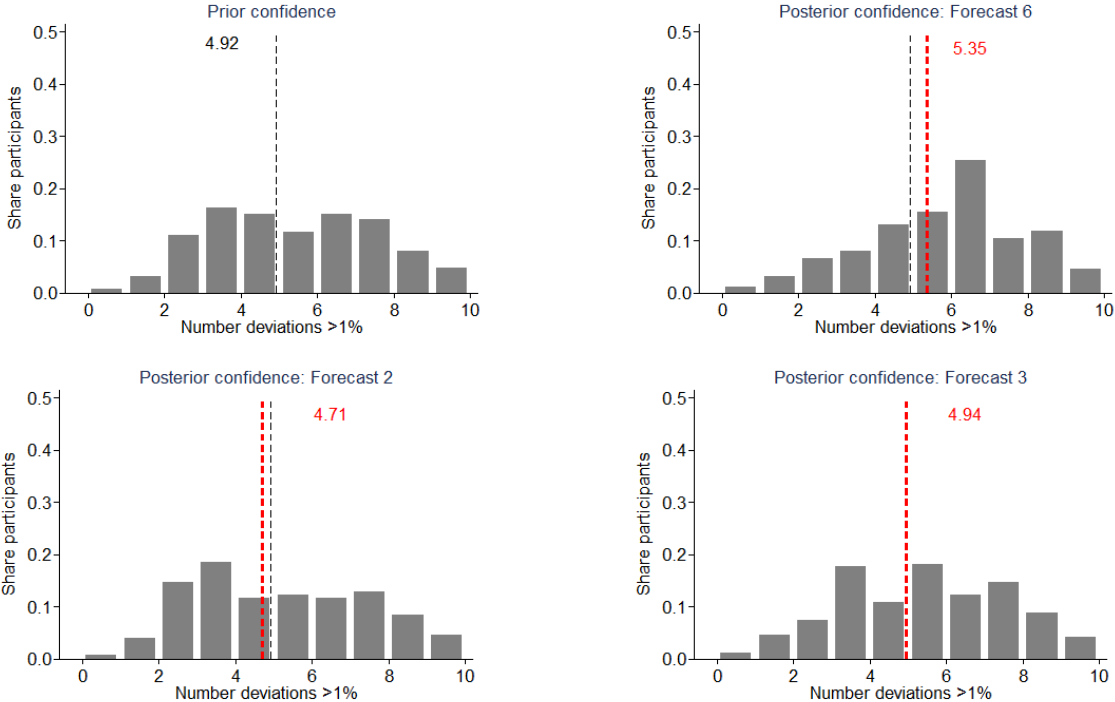 Prior confidence
4.92
0.5
0.4
0.3
0.2
0.1
0.0
Share participants
0 2 4 6 8 10
Number deviations >1%
Posterior confidence: Forecast 6
5.35
0.5
0.4
0.3
0.2
0.1
0.0
Share participants
0 2 4 6 8 10
Number deviations >1%
Posterior confidence: Forecast 2
4.71
0.5
0.4
0.3
0.2
0.1
0.0
Share participants
0 2 4 6 8 10
Number deviations >1%
Posterior confidence: Forecast 3
4.94
0.5
0.4
0.3
0.2
0.1
0.0
Share participants
0 2 4 6 8 10
Number deviations >1%